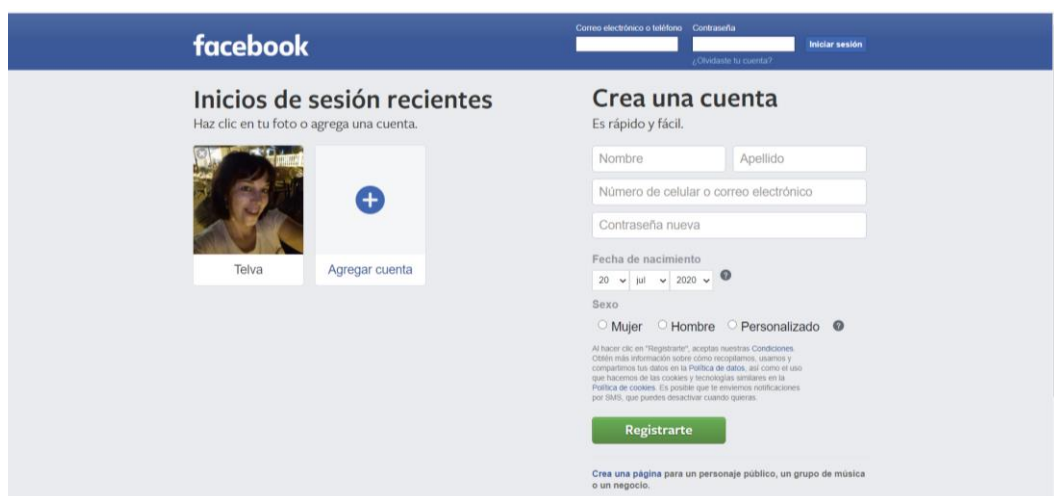 facebook
Correo electrónico o teléfono
Contraseña
Iniciar sesión
¿Olvidaste tu cuenta?
Inicios de sesión recientes
Haz clic en tu foto o agrega una cuenta.
Telva
Agregar cuenta
Crea una cuenta
Es rápido y fácil.
Nombre
Apellido
Número de celular o correo electrónico
Contraseña nueva
Fecha de nacimiento
20 jul 2020 ?
Sexo
Mujer Hombre Personalizado ?
Al hacer clic en "Registrarte", aceptas nuestras Condiciones.
Obtén más información sobre cómo recopilamos, usamos y
compartimos tus datos en la Política de datos, así como el uso
que hacemos de las cookies y tecnologías similares en la
Política de cookies. Es posible que te enviemos notificaciones
por SMS, que puedes desactivar cuando quieras.
Registrarte
Crea una página para un personaje público, un grupo de música
o un negocio.